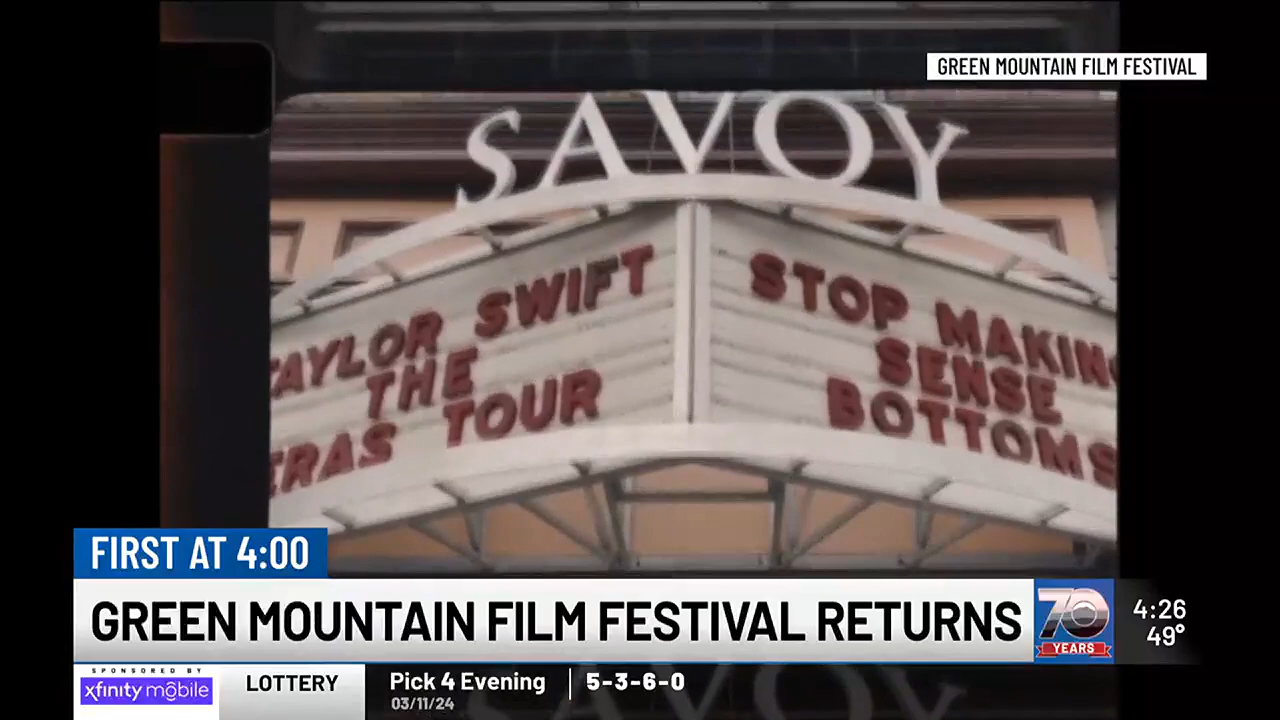 GREEN MOUNTAIN FILM FESTIVAL
SAVOY
TAYLOR SWIFT
THE
ERAS TOUR
STOP MAKING
SENSE
BOTTOMS
FIRST AT 4:00
GREEN MOUNTAIN FILM FESTIVAL RETURNS
70
YEARS
4:26
49°
SPONSORED BY
xfinity mobile
LOTTERY
Pick 4 Evening
5-3-6-0
03/11/24
SAVOY